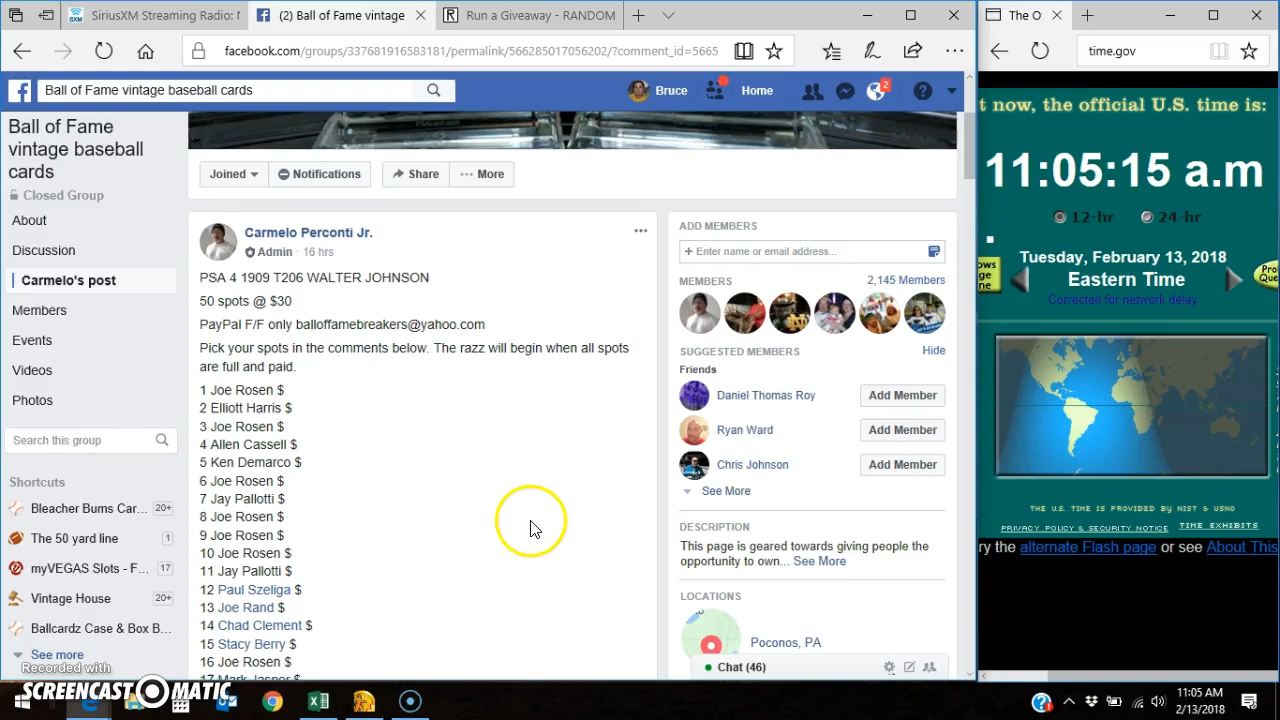 SiriusXM Streaming Radio: M
(2) Ball of Fame vintage
Run a Giveaway - RANDOM
facebook.com/groups/337681916583181/permalink/566285017056202/?comment_id=5665
Ball of Fame vintage baseball cards
Bruce
Home
2
Ball of Fame
vintage baseball
cards
Closed Group
About
Discussion
Carmelo's post
Members
Events
Videos
Photos
Search this group
Shortcuts
Bleacher Bums Car... 20+
The 50 yard line 1
myVEGAS Slots - F... 17
Vintage House 20+
Ballcardz Case & Box B...
See more
Joined
Notifications
Share
More
Carmelo Perconti Jr.
Admin · 16 hrs
PSA 4 1909 T206 WALTER JOHNSON
50 spots @ $30
PayPal F/F only balloffamebreakers@yahoo.com
Pick your spots in the comments below. The razz will begin when all spots
are full and paid.
1 Joe Rosen $
2 Elliott Harris $
3 Joe Rosen $
4 Allen Cassell $
5 Ken Demarco $
6 Joe Rosen $
7 Jay Pallotti $
8 Joe Rosen $
9 Joe Rosen $
10 Joe Rosen $
11 Jay Pallotti $
12 Paul Szeliga $
13 Joe Rand $
14 Chad Clement $
15 Stacy Berry $
16 Joe Rosen $
17 Mark Jasper $
ADD MEMBERS
+ Enter name or email address...
MEMBERS
2,145 Members
SUGGESTED MEMBERS
Hide
Friends
Daniel Thomas Roy
Add Member
Ryan Ward
Add Member
Chris Johnson
Add Member
See More
DESCRIPTION
This page is geared towards giving people the
opportunity to own... See More
LOCATIONS
Poconos, PA
Chat (46)
The O
time.gov
t now, the official U.S. time is:
11:05:15 a.m
12-hr
24-hr
Tuesday, February 13, 2018
Eastern Time
Corrected for network delay
THE U.S. TIME IS PROVIDED BY NIST & USNO
PRIVACY POLICY & SECURITY NOTICE
TIME EXHIBITS
ry the alternate Flash page or see About This
Recorded with
SCREENCAST MATIC
11:05 AM
2/13/2018